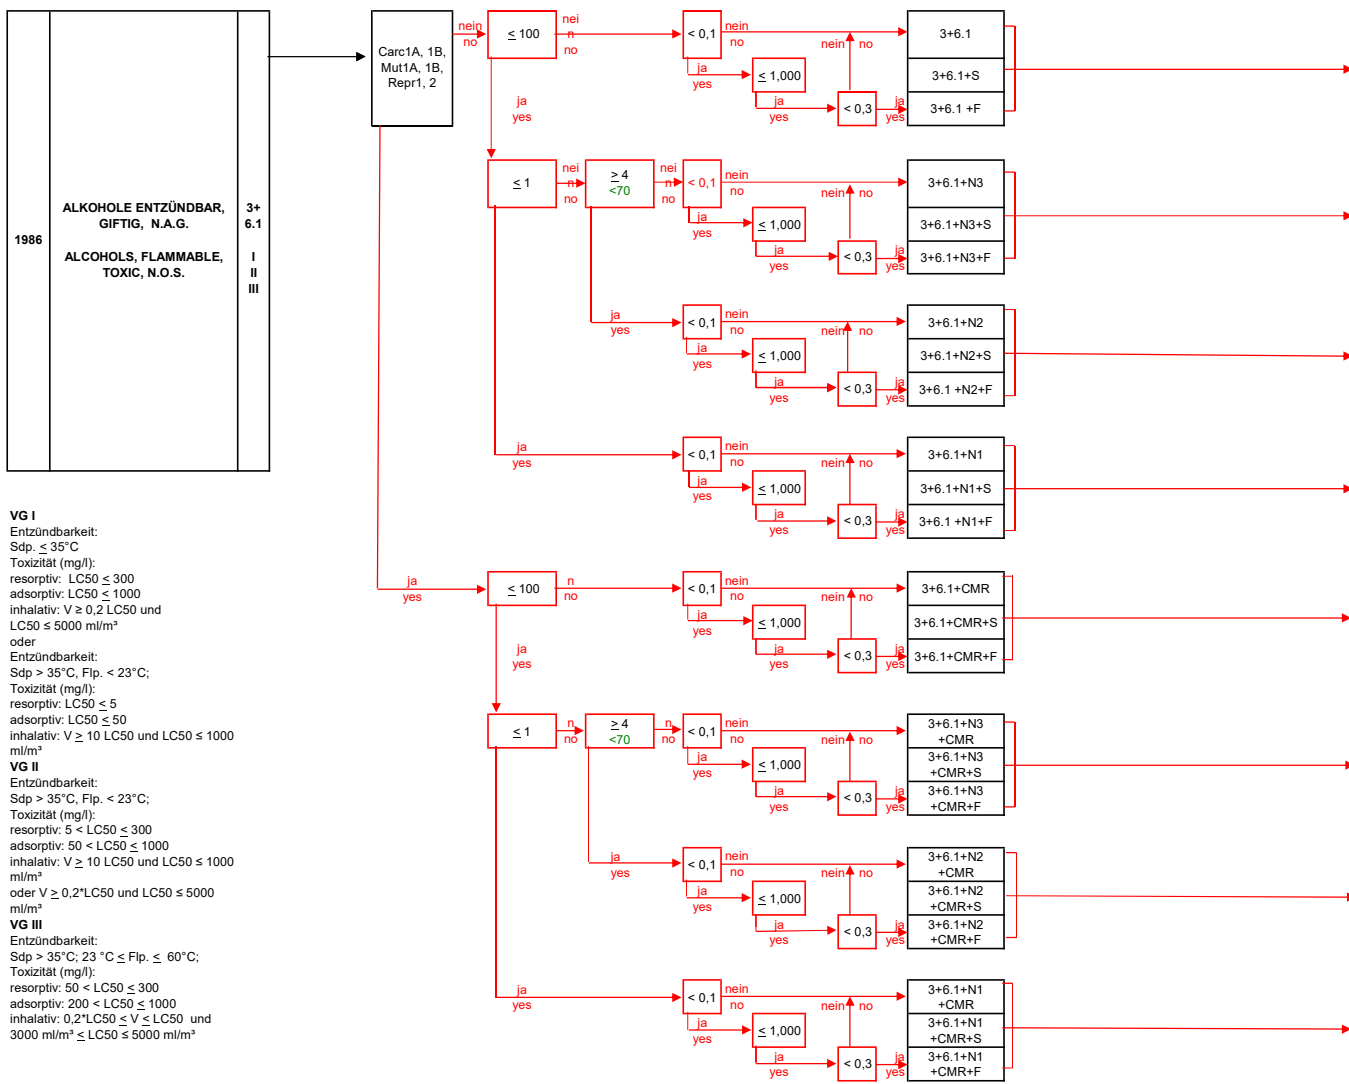 1986
ALKOHOLE ENTZÜNDBAR,
GIFTIG, N.A.G.
ALCOHOLS, FLAMMABLE,
TOXIC, N.O.S.
3+
6.1
I
II
III
Carc1A, 1B,
Mut1A, 1B,
Repr1, 2
nein
no
≤ 100
nei
n
no
< 0,1
nein
no
nein
no
3+6.1
ja
yes
≤ 1,000
3+6.1+S
ja
yes
< 0,3
ja
yes
3+6.1 +F
ja
yes
≤ 1
nei
n
no
≥ 4
<70
nei
n
no
< 0,1
nein
no
nein
no
3+6.1+N3
ja
yes
≤ 1,000
3+6.1+N3+S
ja
yes
< 0,3
ja
yes
3+6.1+N3+F
ja
yes
< 0,1
nein
no
nein
no
3+6.1+N2
ja
yes
≤ 1,000
3+6.1+N2+S
ja
yes
< 0,3
ja
yes
3+6.1 +N2+F
ja
yes
< 0,1
nein
no
nein
no
3+6.1+N1
ja
yes
≤ 1,000
3+6.1+N1+S
ja
yes
< 0,3
ja
yes
3+6.1 +N1+F
ja
yes
≤ 100
n
no
< 0,1
nein
no
nein
no
3+6.1+CMR
ja
yes
≤ 1,000
3+6.1+CMR+S
ja
yes
< 0,3
ja
yes
3+6.1+CMR+F
ja
yes
≤ 1
n
no
≥ 4
<70
n
no
< 0,1
nein
no
nein
no
3+6.1+N3
+CMR
ja
yes
≤ 1,000
3+6.1+N3
+CMR+S
ja
yes
< 0,3
ja
yes
3+6.1+N3
+CMR+F
ja
yes
< 0,1
nein
no
nein
no
3+6.1+N2
+CMR
ja
yes
≤ 1,000
3+6.1+N2
+CMR+S
ja
yes
< 0,3
ja
yes
3+6.1+N2
+CMR+F
ja
yes
< 0,1
nein
no
nein
no
3+6.1+N1
+CMR
ja
yes
≤ 1,000
3+6.1+N1
+CMR+S
ja
yes
< 0,3
ja
yes
3+6.1+N1
+CMR+F
VG I
Entzündbarkeit:
Sdp. ≤ 35°C
Toxizität (mg/l):
resorptiv: LC50 ≤ 300
adsorptiv: LC50 ≤ 1000
inhalativ: V ≥ 0,2 LC50 und
LC50 ≤ 5000 ml/m³
oder
Entzündbarkeit:
Sdp > 35°C, Flp. < 23°C;
Toxizität (mg/l):
resorptiv: LC50 ≤ 5
adsorptiv: LC50 ≤ 50
inhalativ: V ≥ 10 LC50 und LC50 ≤ 1000
ml/m³
VG II
Entzündbarkeit:
Sdp > 35°C, Flp. < 23°C;
Toxizität (mg/l):
resorptiv: 5 < LC50 ≤ 300
adsorptiv: 50 < LC50 ≤ 1000
inhalativ: V ≥ 10 LC50 und LC50 ≤ 1000
ml/m³
oder V ≥ 0,2*LC50 und LC50 ≤ 5000
ml/m³
VG III
Entzündbarkeit:
Sdp > 35°C; 23 °C ≤ Flp. ≤ 60°C;
Toxizität (mg/l):
resorptiv: 50 < LC50 ≤ 300
adsorptiv: 200 < LC50 ≤ 1000
inhalativ: 0,2*LC50 ≤ V ≤ LC50 und
3000 ml/m³ ≤ LC50 ≤ 5000 ml/m³